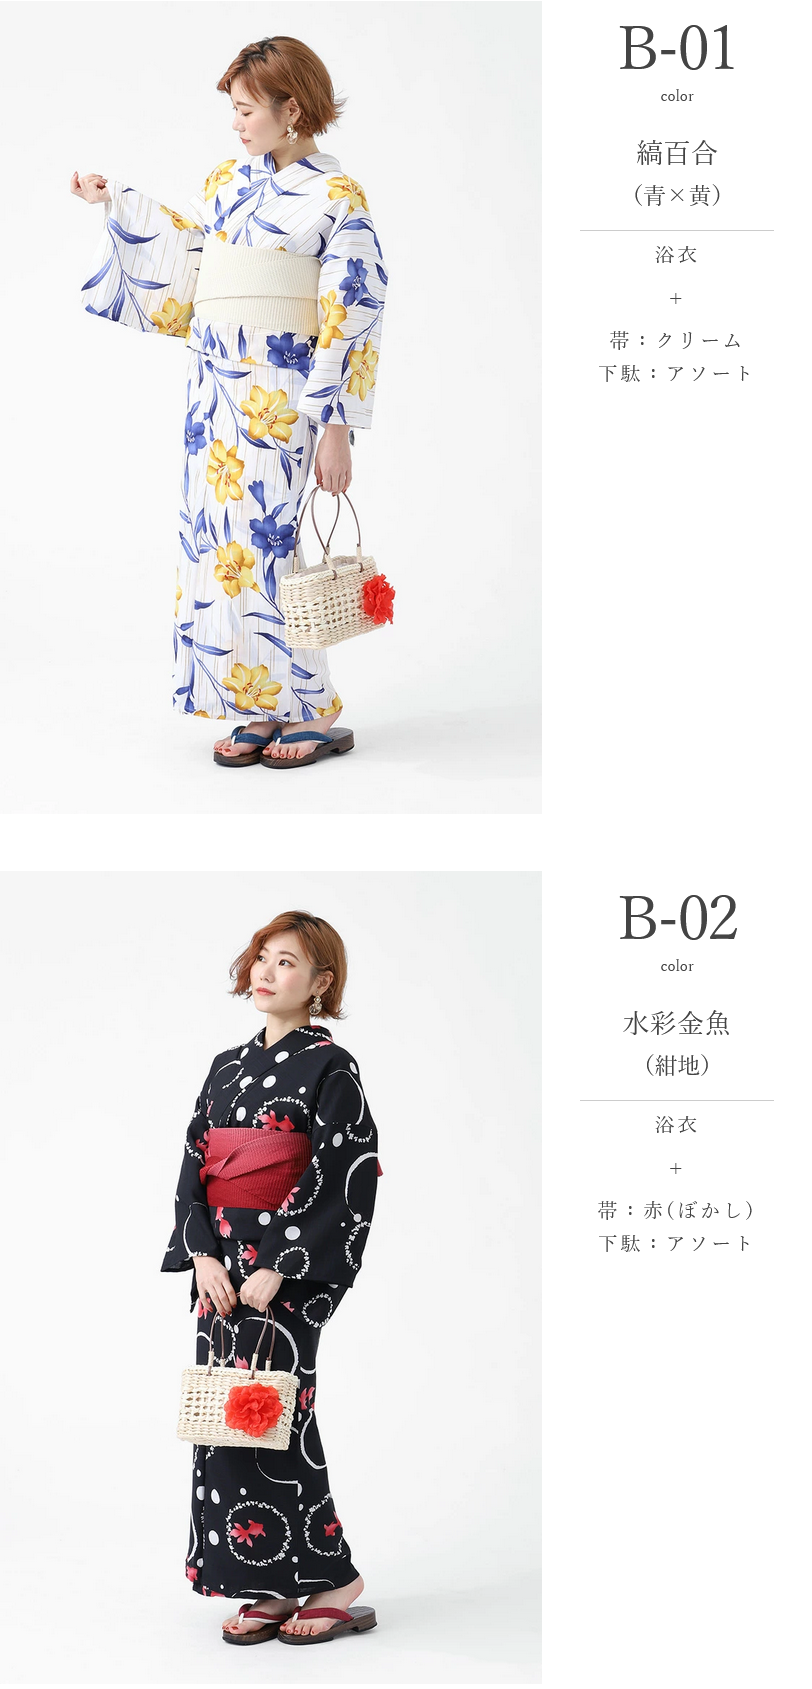 B-01
color
縞百合
（青×黄）
浴衣
+
帯：クリーム
下駄：アソート
B-02
color
水彩金魚
（紺地）
浴衣
+
帯：赤（ぼかし）
下駄：アソート